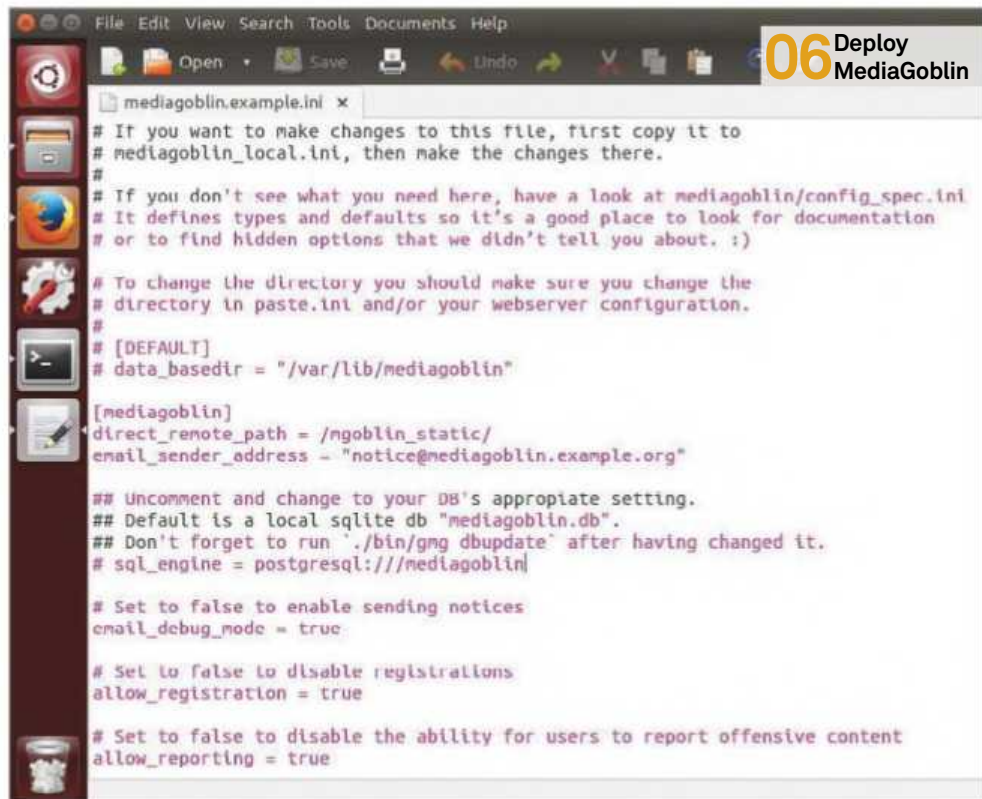 File Edit View Search Tools Documents Help
Open Save Undo
06 Deploy
MediaGoblin
mediagoblin.example.ini x
# If you want to make changes to this file, first copy it to
# mediagoblin_local.ini, then make the changes there.
#
# If you don't see what you need here, have a look at mediagoblin/config_spec.ini
# It defines types and defaults so it's a good place to look for documentation
# or to find hidden options that we didn't tell you about. :)
# To change the directory you should make sure you change the
# directory in paste.ini and/or your webserver configuration.
#
# [DEFAULT]
# data_basedir = "/var/lib/mediagoblin"
[mediagoblin]
direct_remote_path = /mgoblin_static/
email_sender_address = "notice@mediagoblin.example.org"
## Uncomment and change to your DB's appropiate setting.
## Default is a local sqlite db "mediagoblin.db".
## Don't forget to run `./bin/gmg dbupdate` after having changed it.
# sql_engine = postgresql:///mediagoblin
# Set to false to enable sending notices
email_debug_mode = true
# Set to false to disable registrations
allow_registration = true
# Set to false to disable the ability for users to report offensive content
allow_reporting = true